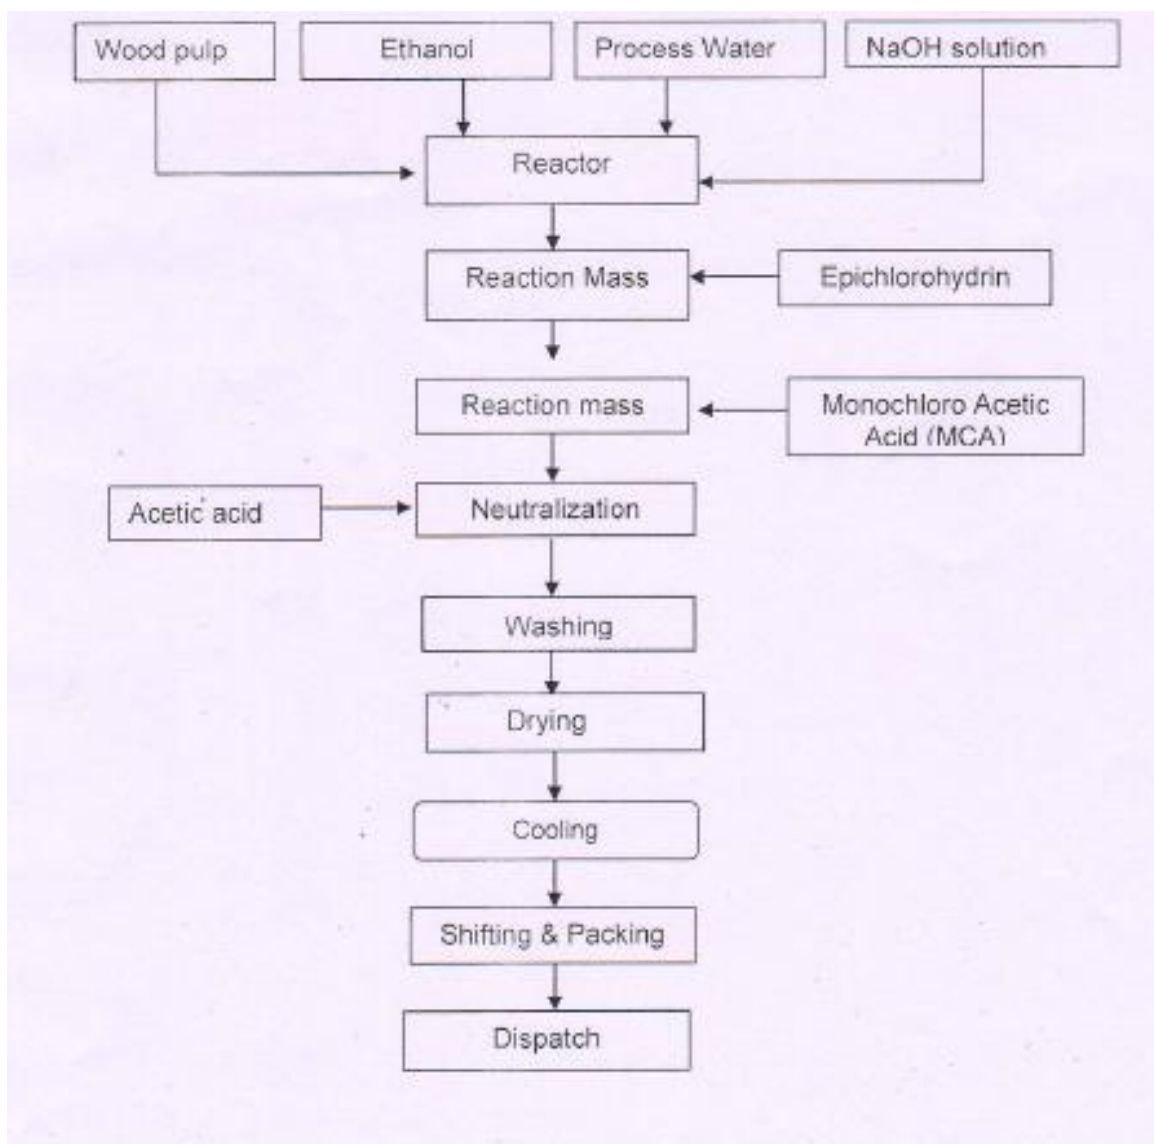 Wood pulp
Ethanol
Process Water
NaOH solution
Reactor
Reaction Mass
Epichlorohydrin
Reaction mass
Monochloro Acetic
Acid (MCA)
Acetic acid
Neutralization
Washing
Drying
Cooling
Shifting & Packing
Dispatch